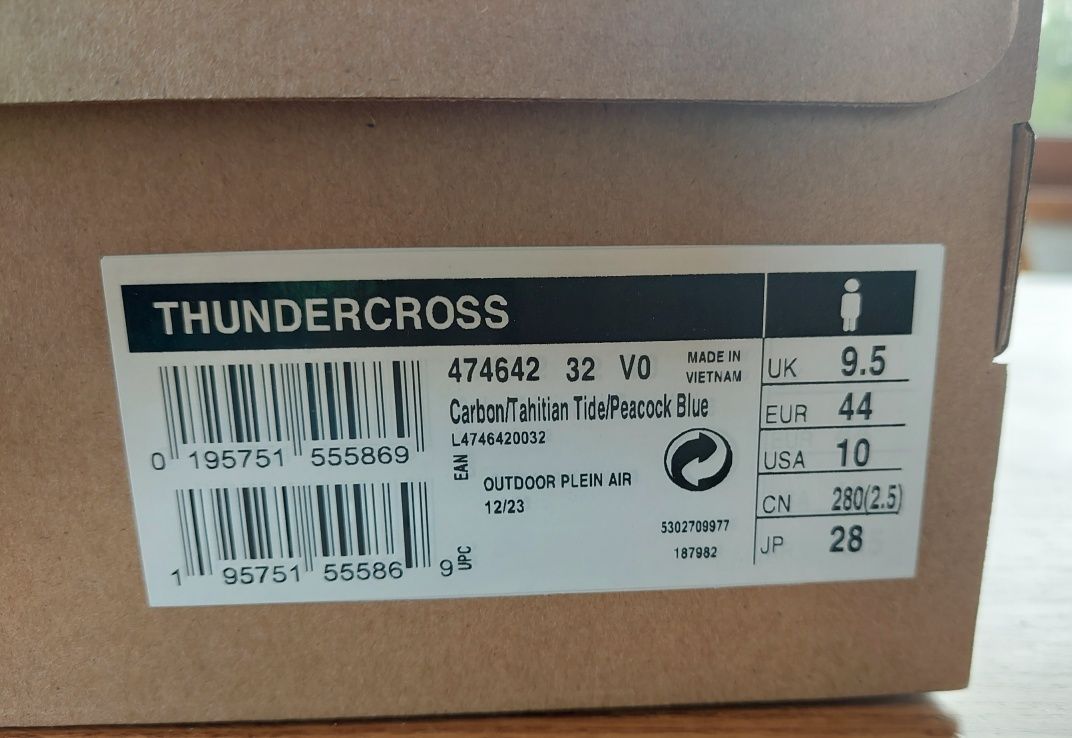 THUNDERCROSS
474642 32 V0
MADE IN
VIETNAM
Carbon/Tahitian Tide/Peacock Blue
L4746420032
0 195751 555869
EAN
OUTDOOR PLEIN AIR
12/23
5302709977
187982
1 95751 55586 9
UPC
UK 9.5
EUR 44
USA 10
CN 280(2.5)
JP 28